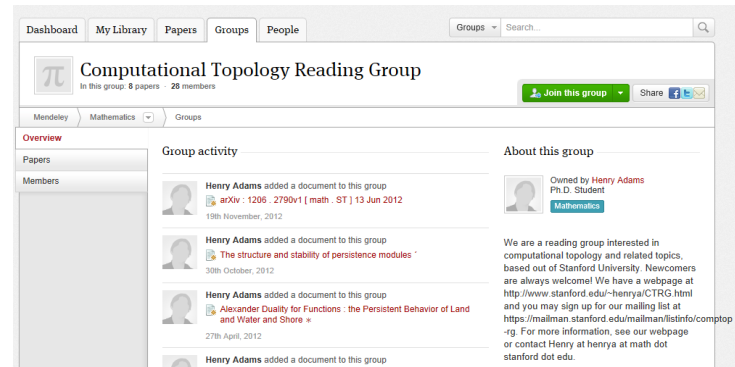 Dashboard My Library Papers Groups People Groups Search...
π
Computational Topology Reading Group
In this group: 8 papers · 28 members
Join this group Share
Mendeley Mathematics Groups
Overview
Papers
Members
Group activity
Henry Adams added a document to this group
arXiv : 1206 . 2790v1 [ math . ST ] 13 Jun 2012
19th November, 2012
Henry Adams added a document to this group
The structure and stability of persistence modules ´
30th October, 2012
Henry Adams added a document to this group
Alexander Duality for Functions : the Persistent Behavior of Land
and Water and Shore ∗
27th April, 2012
Henry Adams added a document to this group
About this group
Owned by Henry Adams
Ph.D. Student
Mathematics
We are a reading group interested in
computational topology and related topics,
based out of Stanford University. Newcomers
are always welcome! We have a webpage at
http://www.stanford.edu/~henrya/CTRG.html
and you may sign up for our mailing list at
https://mailman.stanford.edu/mailman/listinfo/comptop
-rg. For more information, see our webpage
or contact Henry at henrya at math dot
stanford dot edu.